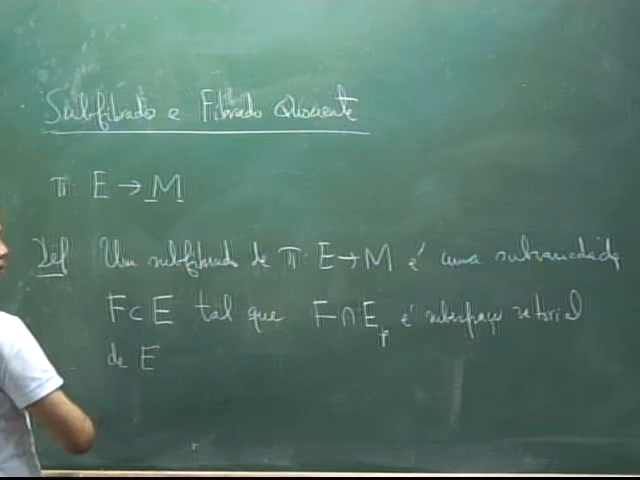 Subfibrado e Fibrado Quociente
π: E → M
Def Um subfibrado de π: E → M é uma subvariedade
F ⊂ E tal que F ∩ E_p é subespaço vetorial
de E